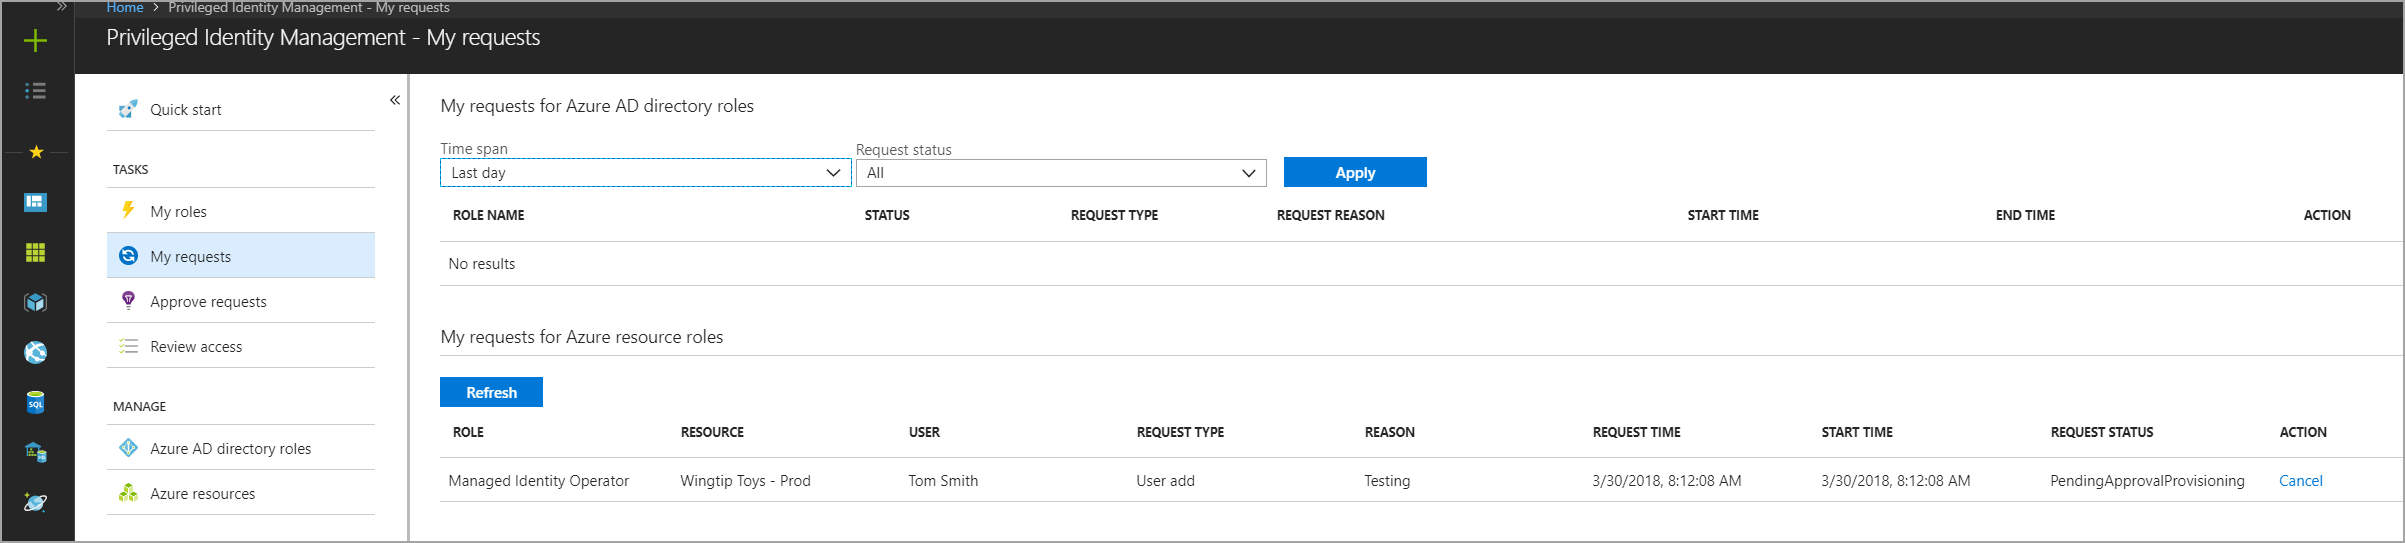 Home > Privileged Identity Management - My requests
Privileged Identity Management - My requests
Quick start
TASKS
My roles
My requests
Approve requests
Review access
MANAGE
Azure AD directory roles
Azure resources
SQL
My requests for Azure AD directory roles
Time span Request status
Last day All Apply
ROLE NAME STATUS REQUEST TYPE REQUEST REASON START TIME END TIME ACTION
No results
My requests for Azure resource roles
Refresh
ROLE RESOURCE USER REQUEST TYPE REASON REQUEST TIME START TIME REQUEST STATUS ACTION
Managed Identity Operator Wingtip Toys - Prod Tom Smith User add Testing 3/30/2018, 8:12:08 AM 3/30/2018, 8:12:08 AM PendingApprovalProvisioning Cancel